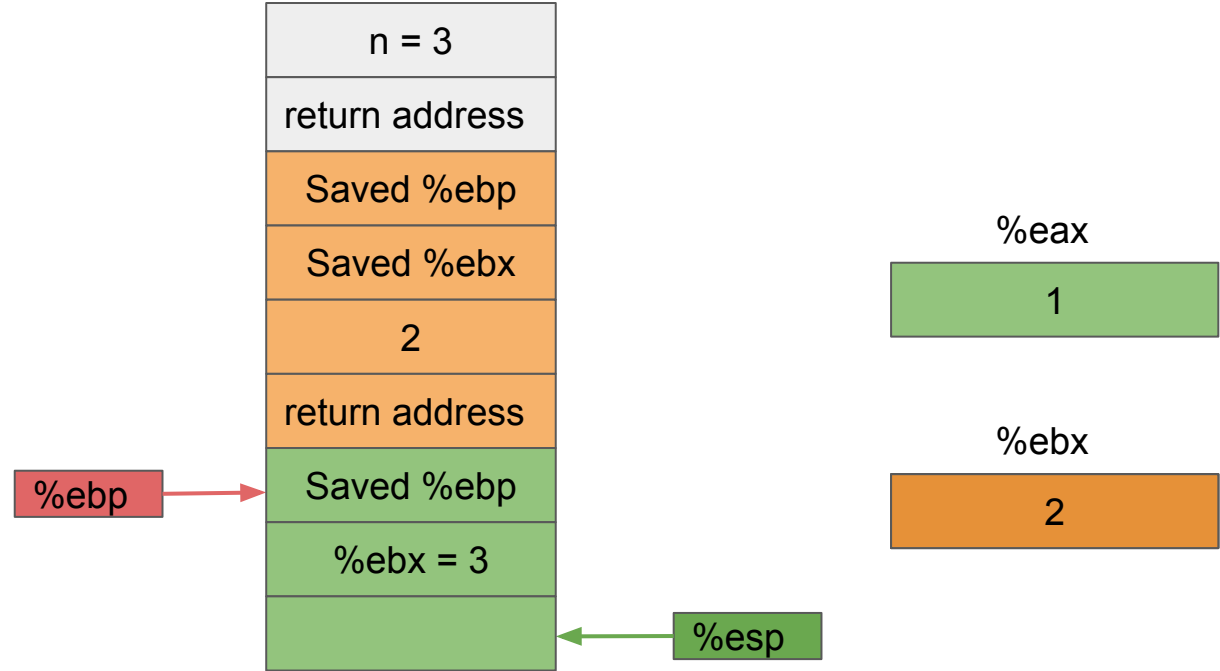 n = 3
return address
Saved %ebp
Saved %ebx
2
return address
Saved %ebp
%ebx = 3
%ebp
%esp
%eax
1
%ebx
2